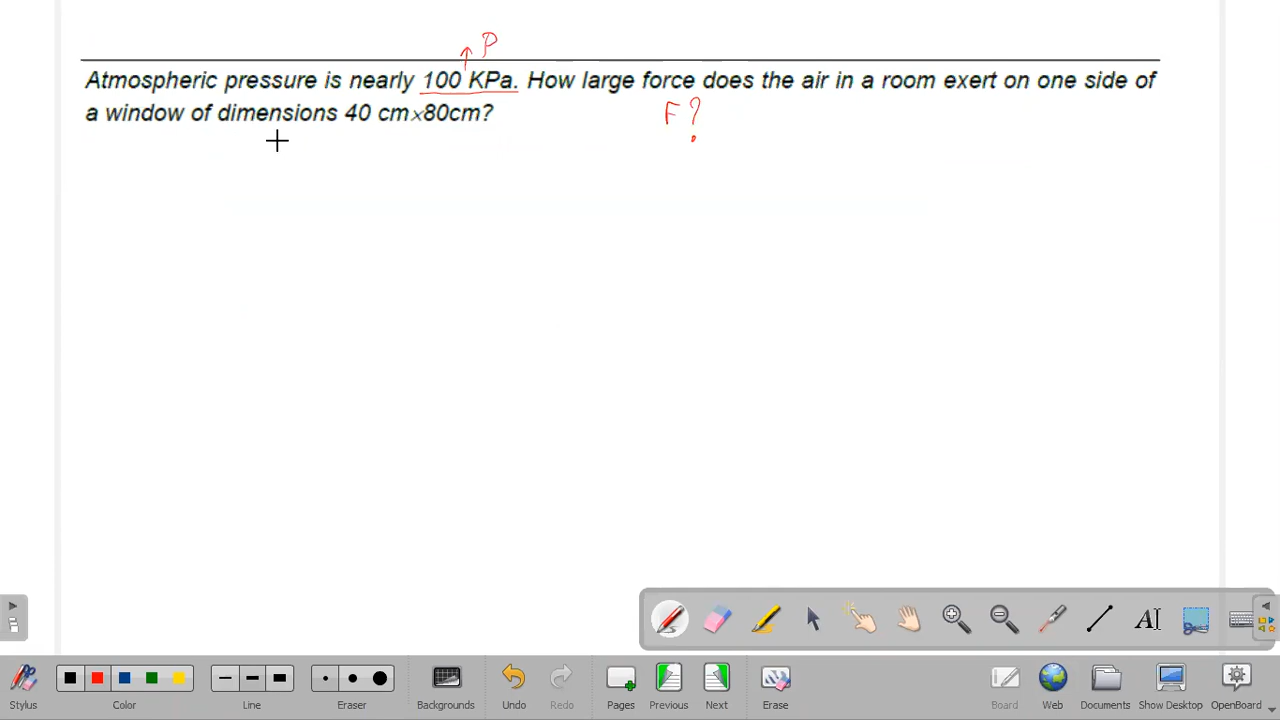 P
Atmospheric pressure is nearly 100 KPa. How large force does the air in a room exert on one side of
a window of dimensions 40 cm×80cm?
F?
Stylus
Color
Line
Eraser
Backgrounds
Undo
Redo
Pages
Previous
Next
Erase
Board
Web
Documents
Show Desktop
OpenBoard